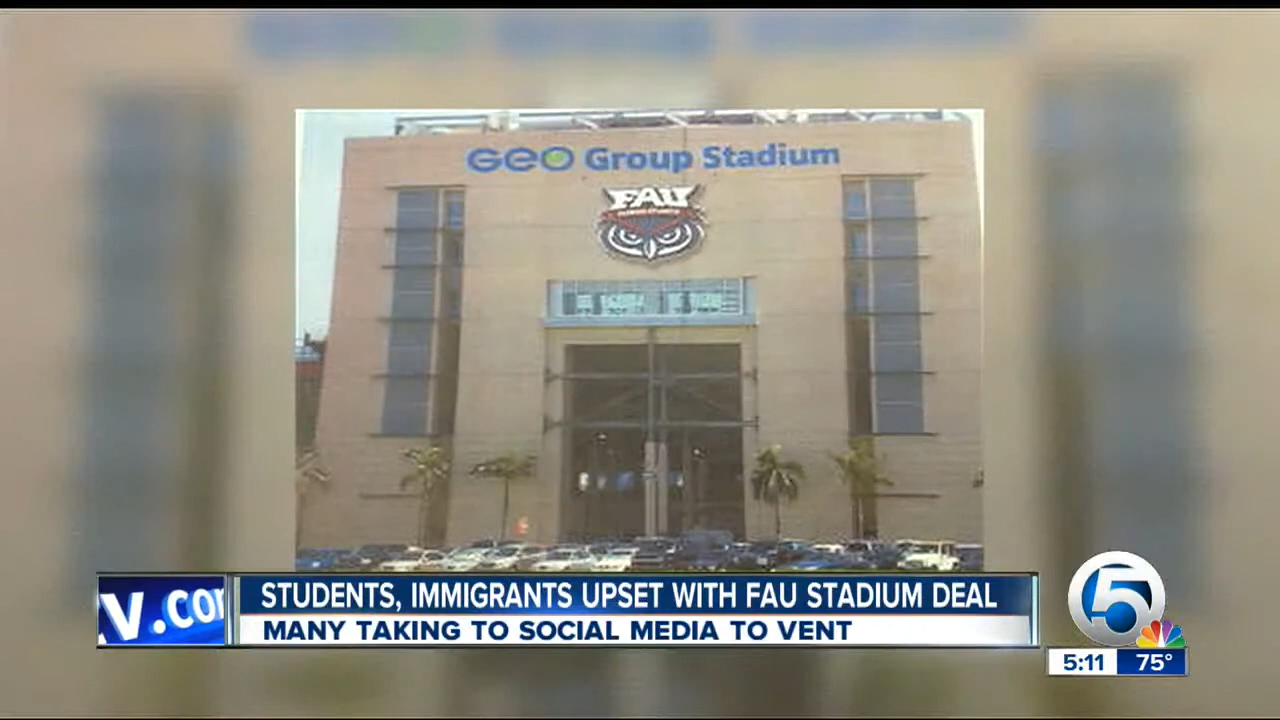 GEO Group Stadium
FAU
V.COM
STUDENTS, IMMIGRANTS UPSET WITH FAU STADIUM DEAL
MANY TAKING TO SOCIAL MEDIA TO VENT
5
5:11 75°